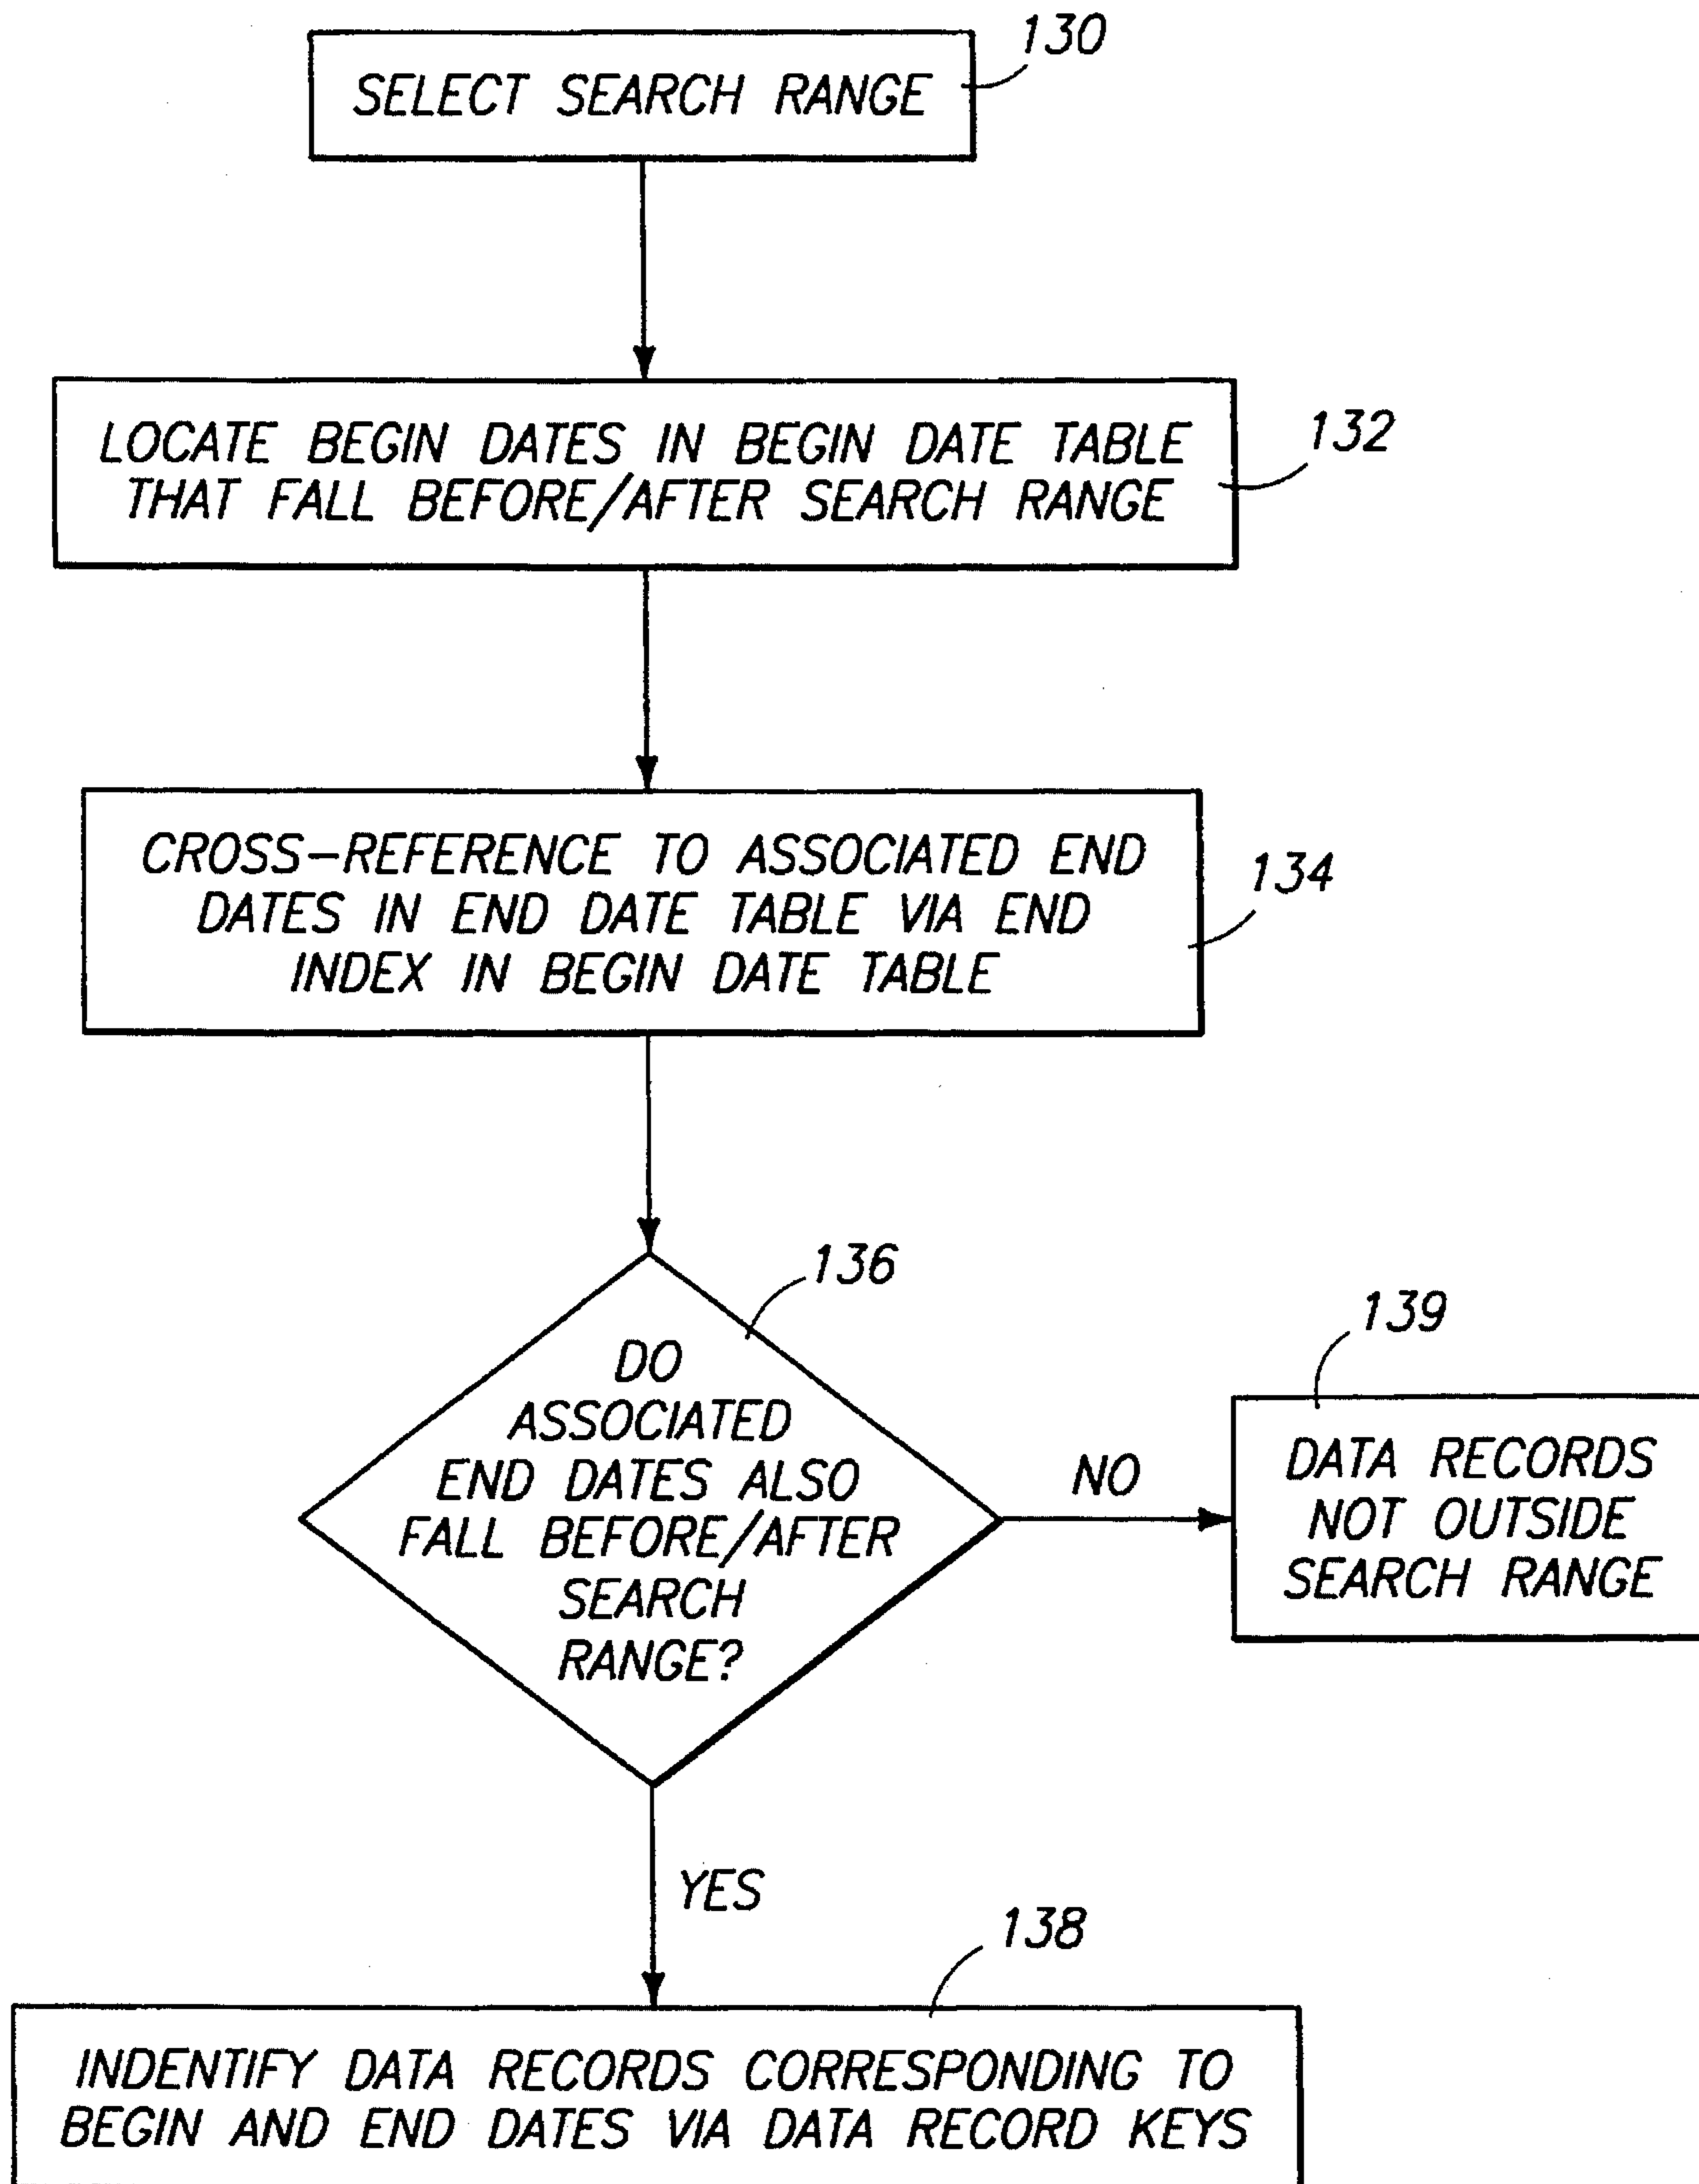 130
SELECT SEARCH RANGE
132
LOCATE BEGIN DATES IN BEGIN DATE TABLE
THAT FALL BEFORE/AFTER SEARCH RANGE
134
CROSS-REFERENCE TO ASSOCIATED END
DATES IN END DATE TABLE VIA END
INDEX IN BEGIN DATE TABLE
136
DO
ASSOCIATED
END DATES ALSO
FALL BEFORE/AFTER
SEARCH
RANGE?
NO
139
DATA RECORDS
NOT OUTSIDE
SEARCH RANGE
YES
138
INDENTIFY DATA RECORDS CORRESPONDING TO
BEGIN AND END DATES VIA DATA RECORD KEYS